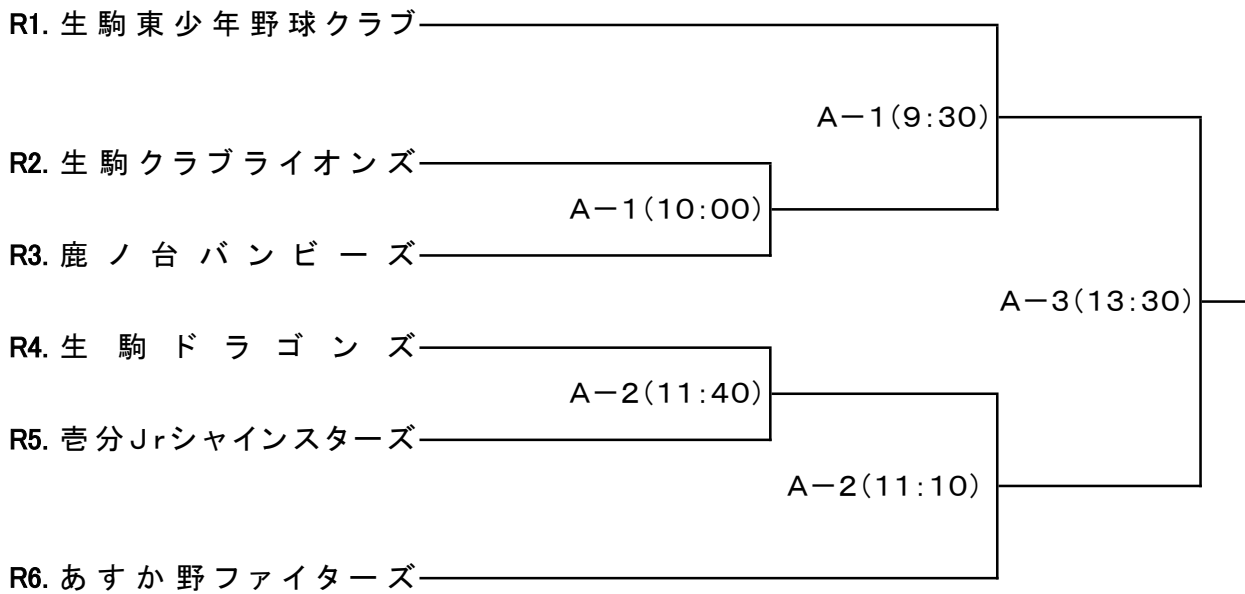 R1. 生駒東少年野球クラブ
A－1（9：30）
R2. 生駒クラブライオンズ
A－1（10：00）
R3. 鹿ノ台バンビーズ
A－3（13：30）
R4. 生駒ドラゴンズ
A－2（11：40）
R5. 壱分Jrシャインスターズ
A－2（11：10）
R6. あすか野ファイターズ